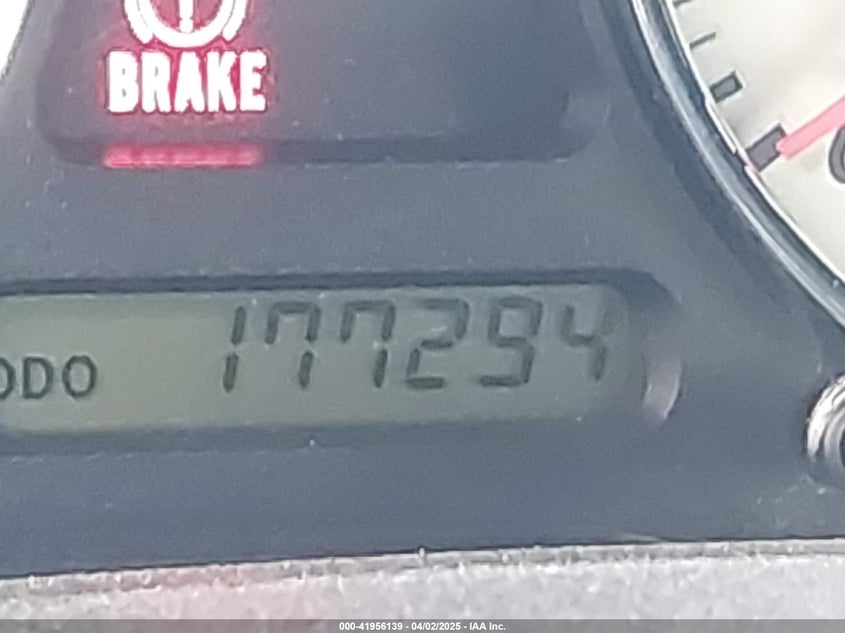 BRAKE
ODO 177294
000-41956139 - 04/02/2025 - IAA Inc.